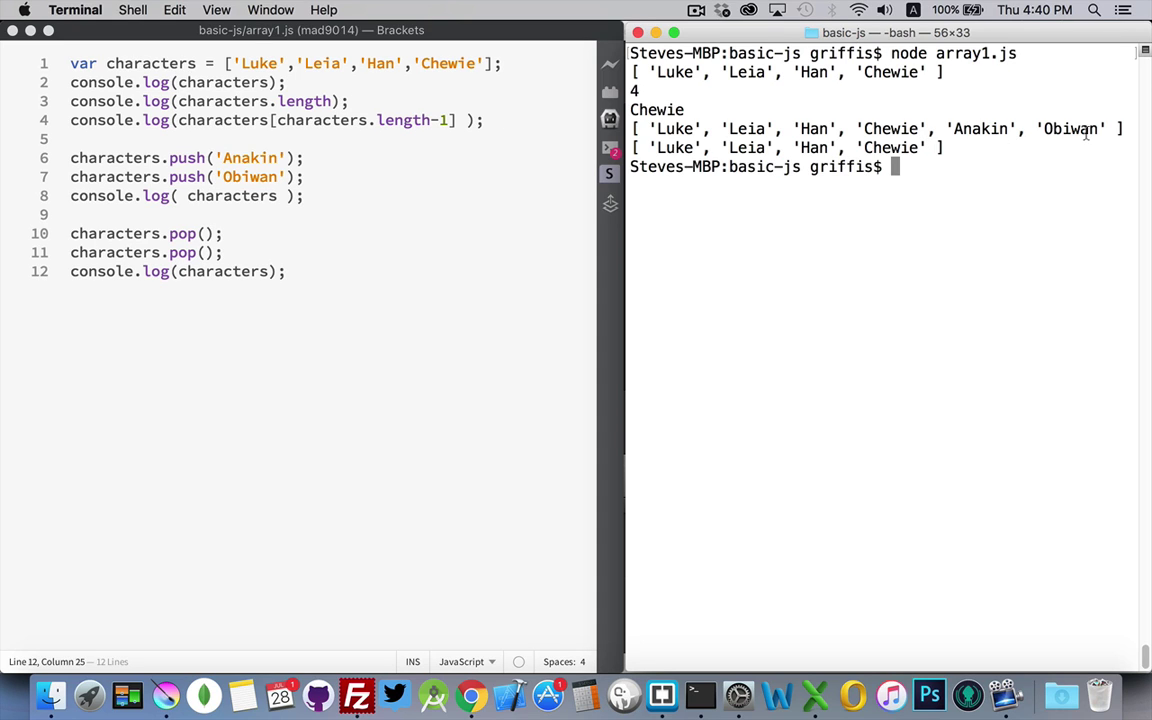 Terminal Shell Edit View Window Help
A 100% Thu 4:40 PM
basic-js/array1.js (mad9014) — Brackets
1 var characters = ['Luke','Leia','Han','Chewie'];
2 console.log(characters);
3 console.log(characters.length);
4 console.log(characters[characters.length-1] );
5
6 characters.push('Anakin');
7 characters.push('Obiwan');
8 console.log( characters );
9
10 characters.pop();
11 characters.pop();
12 console.log(characters);
Line 12, Column 25 — 12 Lines
INS JavaScript Spaces: 4
2
S
basic-js — -bash — 56×33
Steves-MBP:basic-js griffis$ node array1.js
[ 'Luke', 'Leia', 'Han', 'Chewie' ]
4
Chewie
[ 'Luke', 'Leia', 'Han', 'Chewie', 'Anakin', 'Obiwan' ]
[ 'Luke', 'Leia', 'Han', 'Chewie' ]
Steves-MBP:basic-js griffis$
28 1 Fz 1 W X O Ps